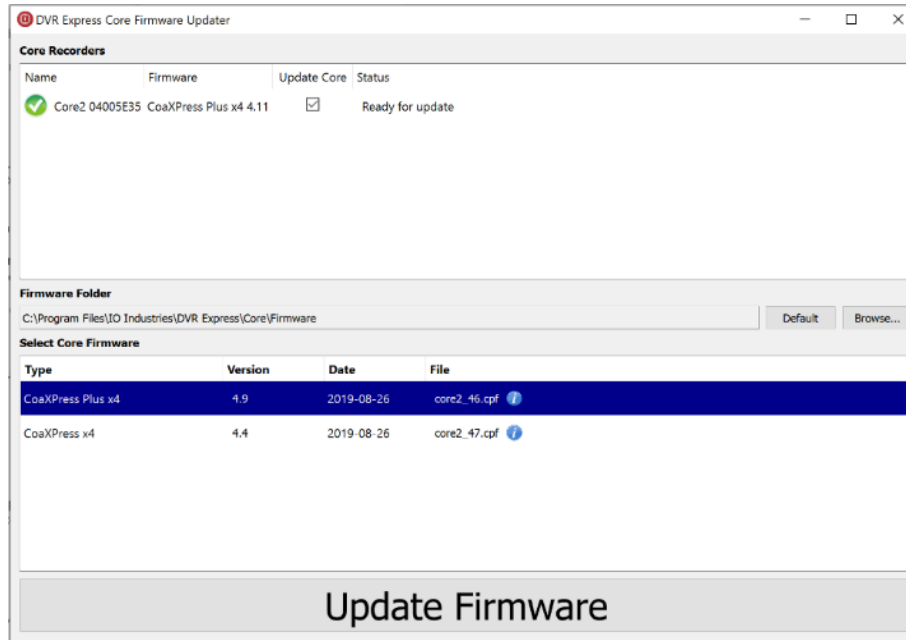 DVR Express Core Firmware Updater
Core Recorders
Name Firmware Update Core Status
Core2 04005E35 CoaXPress Plus x4 4.11 Ready for update
Firmware Folder
C:\Program Files\IO Industries\DVR Express\Core\Firmware Default Browse...
Select Core Firmware
Type Version Date File
CoaXPress Plus x4 4.9 2019-08-26 core2_46.cpf
CoaXPress x4 4.4 2019-08-26 core2_47.cpf
Update Firmware